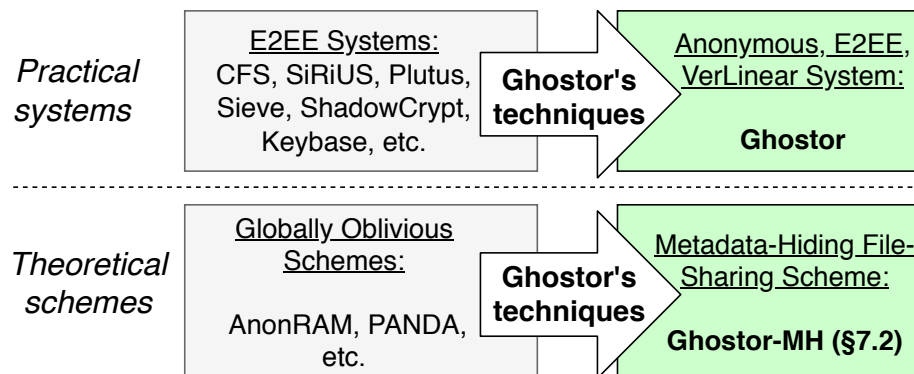 Practical
systems
E2EE Systems:
CFS, SiRiUS, Plutus,
Sieve, ShadowCrypt,
Keybase, etc.
Ghostor's
techniques
Anonymous, E2EE,
VerLinear System:
Ghostor
Theoretical
schemes
Globally Oblivious
Schemes:
AnonRAM, PANDA,
etc.
Ghostor's
techniques
Metadata-Hiding File-
Sharing Scheme:
Ghostor-MH (§7.2)